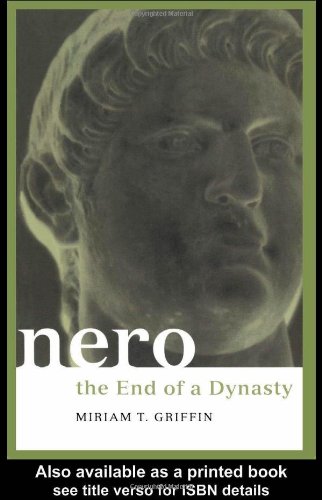 nero
the End of a Dynasty
MIRIAM T. GRIFFIN
Also available as a printed book
see title verso for ISBN details